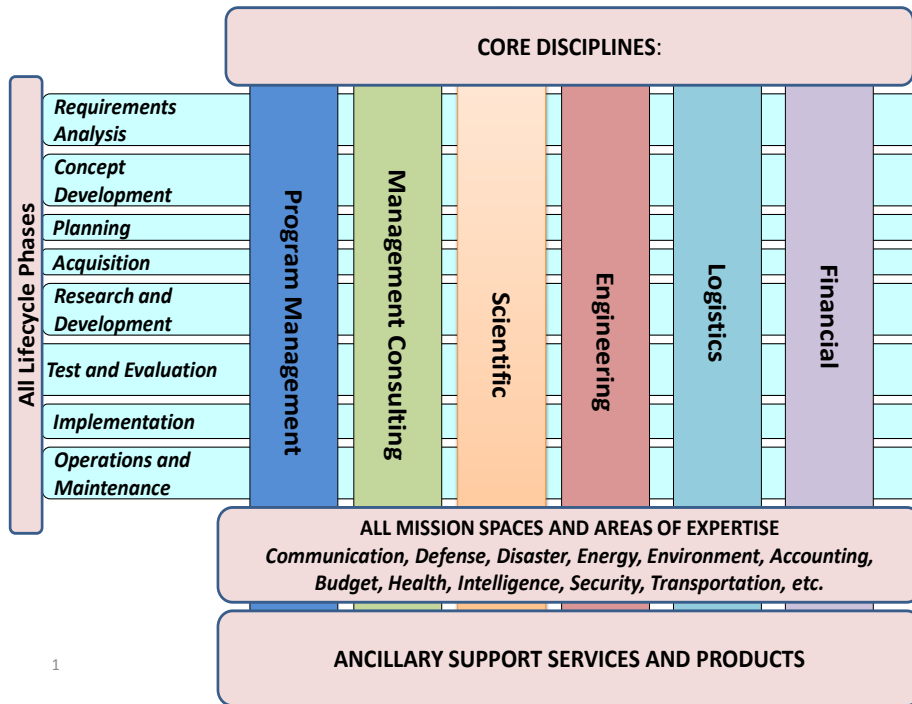 CORE DISCIPLINES:
All Lifecycle Phases
Requirements
Analysis
Concept
Development
Planning
Acquisition
Research and
Development
Test and Evaluation
Implementation
Operations and
Maintenance
Program Management
Management Consulting
Scientific
Engineering
Logistics
Financial
ALL MISSION SPACES AND AREAS OF EXPERTISE
Communication, Defense, Disaster, Energy, Environment, Accounting,
Budget, Health, Intelligence, Security, Transportation, etc.
ANCILLARY SUPPORT SERVICES AND PRODUCTS
1